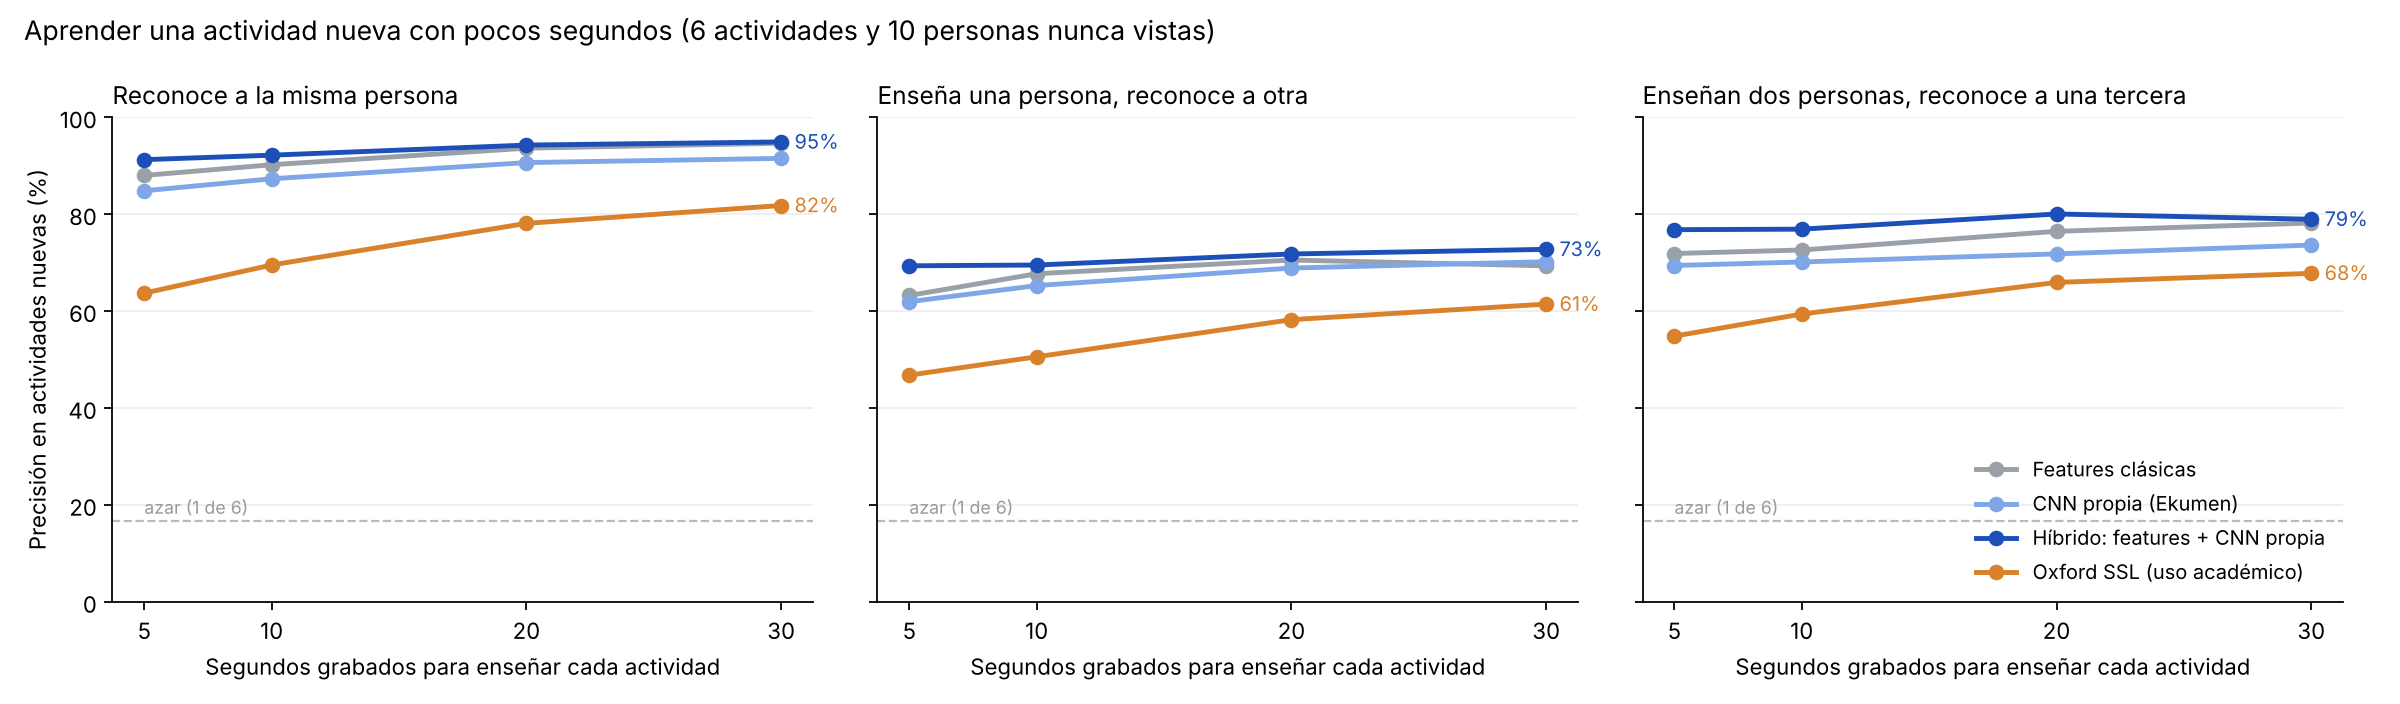 Aprender una actividad nueva con pocos segundos (6 actividades y 10 personas nunca vistas)
Reconoce a la misma persona
Precisión en actividades nuevas (%)
100
80
60
40
20
0
95%
82%
azar (1 de 6)
5
10
20
30
Segundos grabados para enseñar cada actividad
Enseña una persona, reconoce a otra
73%
61%
azar (1 de 6)
5
10
20
30
Segundos grabados para enseñar cada actividad
Enseñan dos personas, reconoce a una tercera
79%
68%
azar (1 de 6)
Features clásicas
CNN propia (Ekumen)
Híbrido: features + CNN propia
Oxford SSL (uso académico)
5
10
20
30
Segundos grabados para enseñar cada actividad